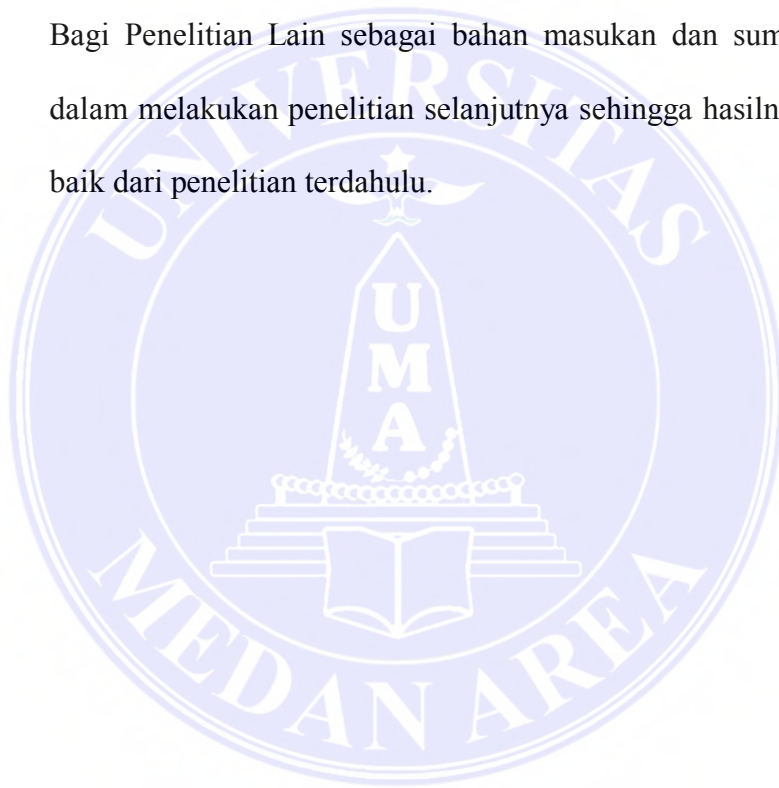 Bagi Penelitian Lain sebagai bahan masukan dan sum
dalam melakukan penelitian selanjutnya sehingga hasiln
baik dari penelitian terdahulu.
UNIVERSITAS
UMA
MEDAN AREA